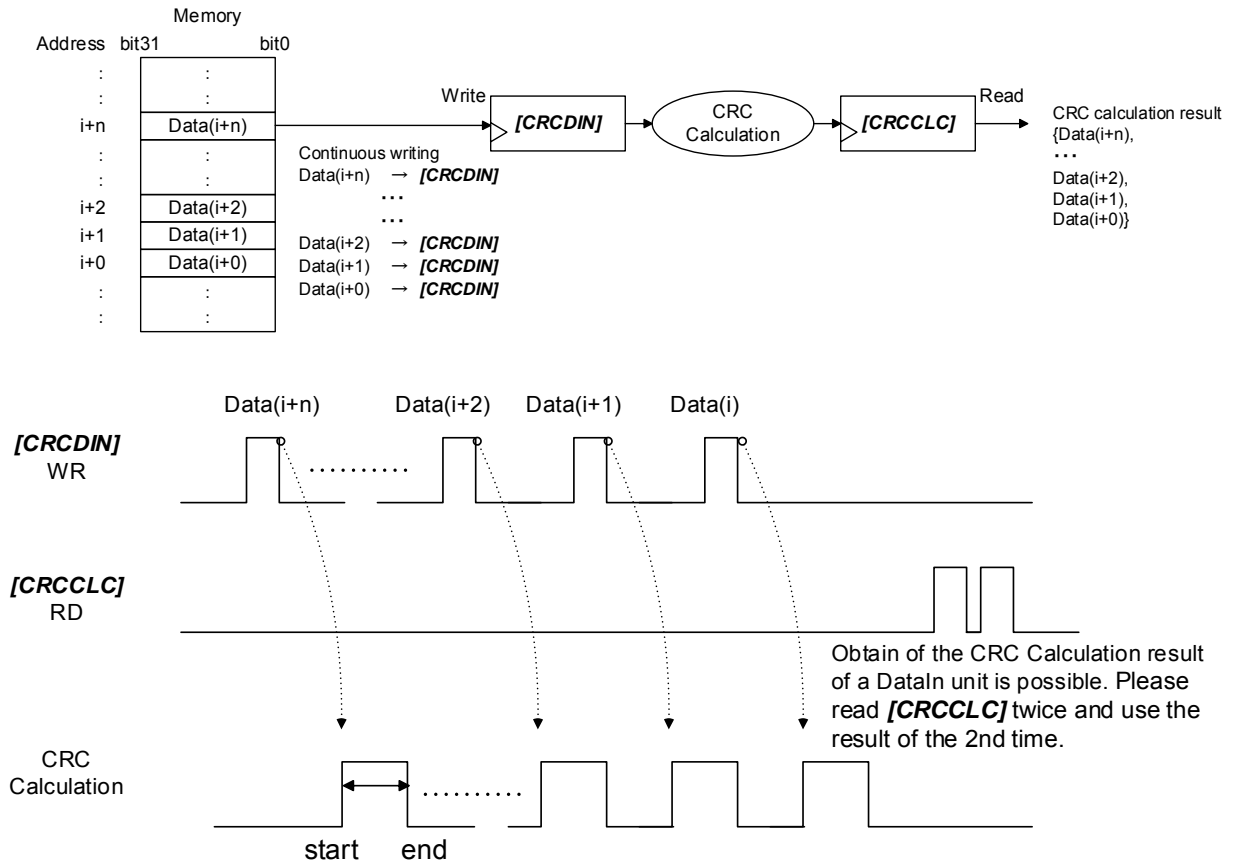 Memory
Address bit31 bit0
: :
: :
i+n Data(i+n)
: :
: :
i+2 Data(i+2)
i+1 Data(i+1)
i+0 Data(i+0)
: :
: :
Write
[CRCDIN]
CRC
Calculation
[CRCCLC]
Read
CRC calculation result
{Data(i+n),
...
Data(i+2),
Data(i+1),
Data(i+0)}
Continuous writing
Data(i+n) → [CRCDIN]
...
...
Data(i+2) → [CRCDIN]
Data(i+1) → [CRCDIN]
Data(i+0) → [CRCDIN]
Data(i+n) Data(i+2) Data(i+1) Data(i)
[CRCDIN]
WR
[CRCCLC]
RD
Obtain of the CRC Calculation result
of a DataIn unit is possible. Please
read [CRCCLC] twice and use the
result of the 2nd time.
CRC
Calculation
start end